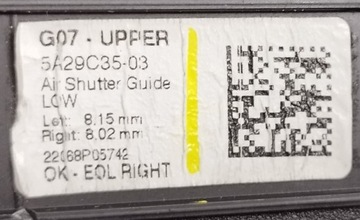 G07 - UPPER
5A29C35-03
Air Shutter Guide
LOW
Left: 8.15 mm
Right: 8.02 mm
22068P05742
OK - EOL RIGHT